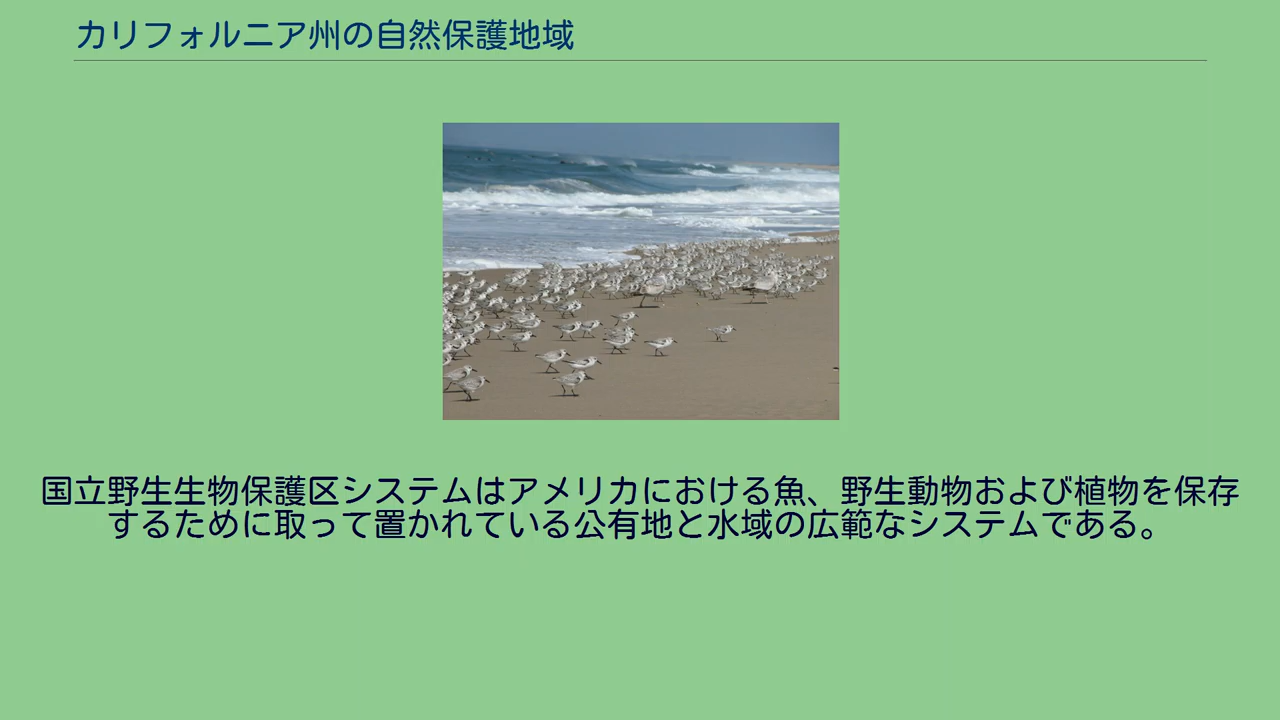 カリフォルニア州の自然保護地域
国立野生生物保護区システムはアメリカにおける魚、野生動物および植物を保存
するために取って置かれている公有地と水域の広範なシステムである。